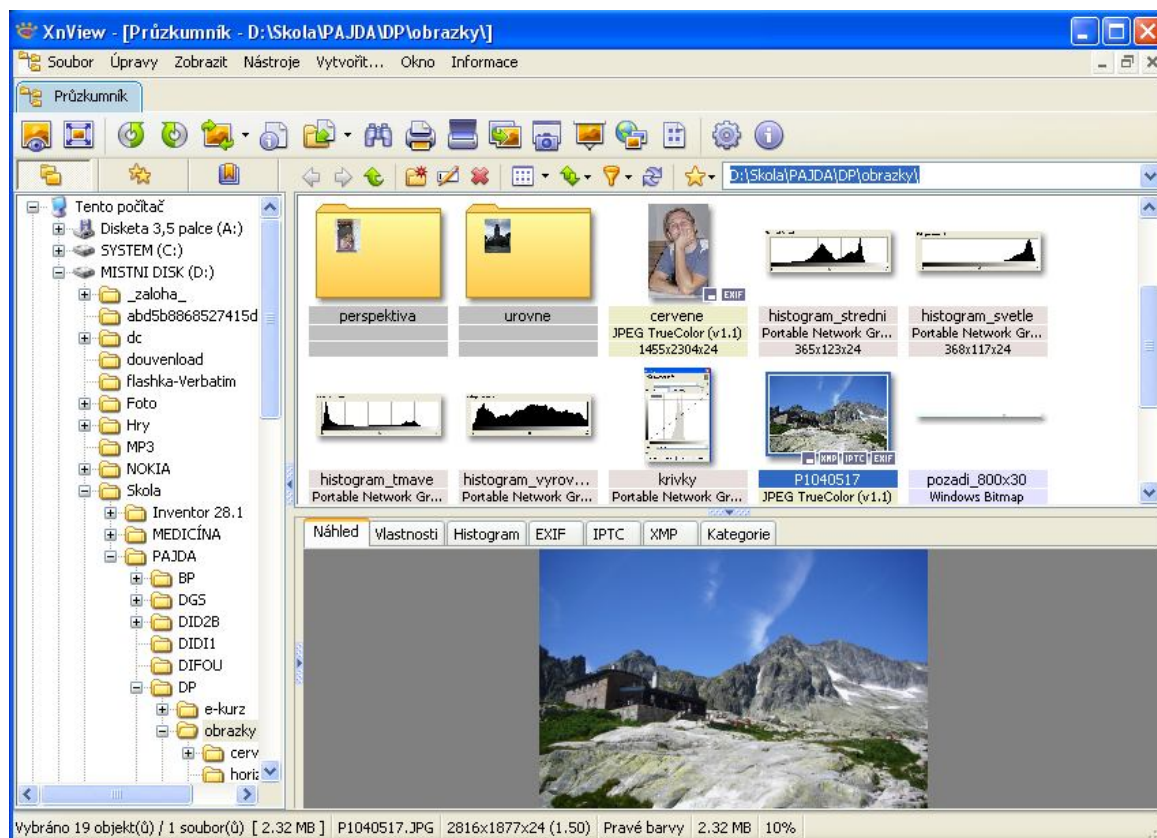 XnView - [Průzkumník - D:\Skola\PAJDA\DP\obrazky\]
Soubor Úpravy Zobrazit Nástroje Vytvořit... Okno Informace
Průzkumník
D:\Skola\PAJDA\DP\obrazky\
Tento počítač
Disketa 3,5 palce (A:)
SYSTEM (C:)
MISTNI DISK (D:)
_zaloha_
abd5b8868527415d
dc
douvenload
flashka-Verbatim
Foto
Hry
MP3
NOKIA
Skola
Inventor 28.1
MEDICÍNA
PAJDA
BP
DGS
DID2B
DIDI1
DIFOU
DP
e-kurz
obrazky
cerv
horiz
perspektiva
urovne
EXIF
cervene
JPEG TrueColor (v1.1)
1455x2304x24
histogram_stredni
Portable Network Gr...
365x123x24
histogram_svetle
Portable Network Gr...
368x117x24
histogram_tmave
Portable Network Gr...
histogram_vyrov...
Portable Network Gr...
krivky
Portable Network Gr...
XMP IPTC EXIF
P1040517
JPEG TrueColor (v1.1)
pozadi_800x30
Windows Bitmap
Náhled Vlastnosti Histogram EXIF IPTC XMP Kategorie
Vybráno 19 objekt(ů) / 1 soubor(ů) [ 2.32 MB ] P1040517.JPG 2816x1877x24 (1.50) Pravé barvy 2.32 MB 10%